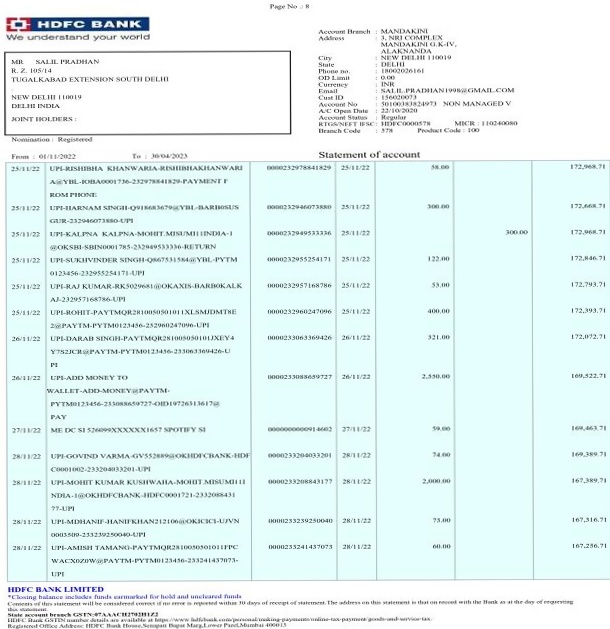 Page No .: 8
HDFC BANK
We understand your world
MR SALIL PRADHAN
R. Z. 105/14
TUGALKABAD EXTENSION SOUTH DELHI
NEW DELHI 110019
DELHI INDIA
JOINT HOLDERS :
Nomination : Registered
Account Branch : MANDAKINI
Address : 3, NRI COMPLEX
MANDAKINI G.K-IV,
ALAKNANDA
City : NEW DELHI 110019
State : DELHI
Phone no. : 18002026161
OD Limit : 0.00
Currency : INR
Email : SALIL.PRADHAN1998@GMAIL.COM
Cust ID : 156020073
Account No : 50100383824973 NON MANAGED V
A/C Open Date : 22/10/2020
Account Status : Regular
RTGS/NEFT IFSC : HDFC0000578 MICR : 110240080
Branch Code : 578 Product Code : 100
From : 01/11/2022 To : 30/04/2023 Statement of account
25/11/22 UPI-RISHIBHA KHANWARIA-RISHIBHAKHANWARI 0000232978841829 25/11/22 58.00 172,968.71
A@YBL-IOBA0001736-232978841829-PAYMENT F
ROM PHONE
25/11/22 UPI-HARNAM SINGH-Q918683679@YBL-BARB0SUS 0000232946073880 25/11/22 300.00 172,668.71
GUR-232946073880-UPI
25/11/22 UPI-KALPNA KALPNA-MOHIT.MISUMI11INDIA-1 0000232949533336 25/11/22 300.00 172,968.71
@OKSBI-SBIN0001785-232949533336-RETURN
25/11/22 UPI-SUKHVINDER SINGH-Q867531584@YBL-PYTM 0000232955254171 25/11/22 122.00 172,846.71
0123456-232955254171-UPI
25/11/22 UPI-RAJ KUMAR-RK5029681@OKAXIS-BARB0KALK 0000232957168786 25/11/22 53.00 172,793.71
AJ-232957168786-UPI
25/11/22 UPI-ROHIT-PAYTMQR2810050501011XLSMJDMT8E 0000232960247096 25/11/22 400.00 172,393.71
2@PAYTM-PYTM0123456-232960247096-UPI
26/11/22 UPI-DARAB SINGH-PAYTMQR281005050101JXEY4 0000233063369426 26/11/22 321.00 172,072.71
Y7S2JCR@PAYTM-PYTM0123456-233063369426-U
PI
26/11/22 UPI-ADD MONEY TO 0000233088659727 26/11/22 2,550.00 169,522.71
WALLET-ADD-MONEY@PAYTM-
PYTM0123456-233088659727-OID19726313617@
PAY
27/11/22 ME DC SI 526099XXXXXX1657 SPOTIFY SI 0000000000914602 27/11/22 59.00 169,463.71
28/11/22 UPI-GOVIND VARMA-GV552889@OKHDFCBANK-HDF 0000233204033201 28/11/22 74.00 169,389.71
C0001002-233204033201-UPI
28/11/22 UPI-MOHIT KUMAR KUSHWAHA-MOHIT.MISUMI11I 0000233208843177 28/11/22 2,000.00 167,389.71
NDIA-1@OKHDFCBANK-HDFC0001721-2332088431
77-UPI
28/11/22 UPI-MDHANIF-HANIFKHAN212106@OKICICI-UJVN 0000233239250040 28/11/22 73.00 167,316.71
0003509-233239250040-UPI
28/11/22 UPI-AMISH TAMANG-PAYTMQR2810050501011FPC 0000233241437073 28/11/22 60.00 167,256.71
WACX0Z0W@PAYTM-PYTM0123456-233241437073-
UPI
HDFC BANK LIMITED
*Closing balance includes funds earmarked for hold and uncleared funds
Contents of this statement will be considered correct if no error is reported within 30 days of receipt of statement.The address on this statement is that on record with the Bank as at the day of requesting
this statement.
State account branch GSTN:07AAACH2702H1Z2
HDFC Bank GSTIN number details are available at https://www.hdfcbank.com/personal/making-payments/online-tax-payment/goods-and-service-tax.
Registered Office Address: HDFC Bank House,Senapati Bapat Marg,Lower Parel,Mumbai 400013